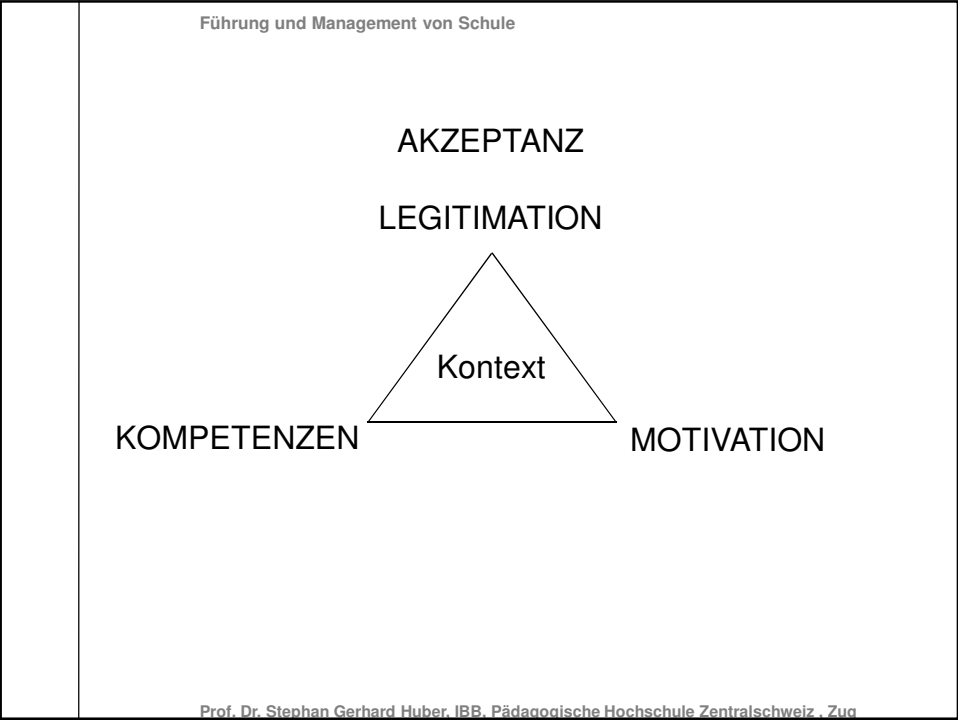 Führung und Management von Schule
AKZEPTANZ
LEGITIMATION
Kontext
KOMPETENZEN
MOTIVATION
Prof. Dr. Stephan Gerhard Huber, IBB, Pädagogische Hochschule Zentralschweiz , Zug